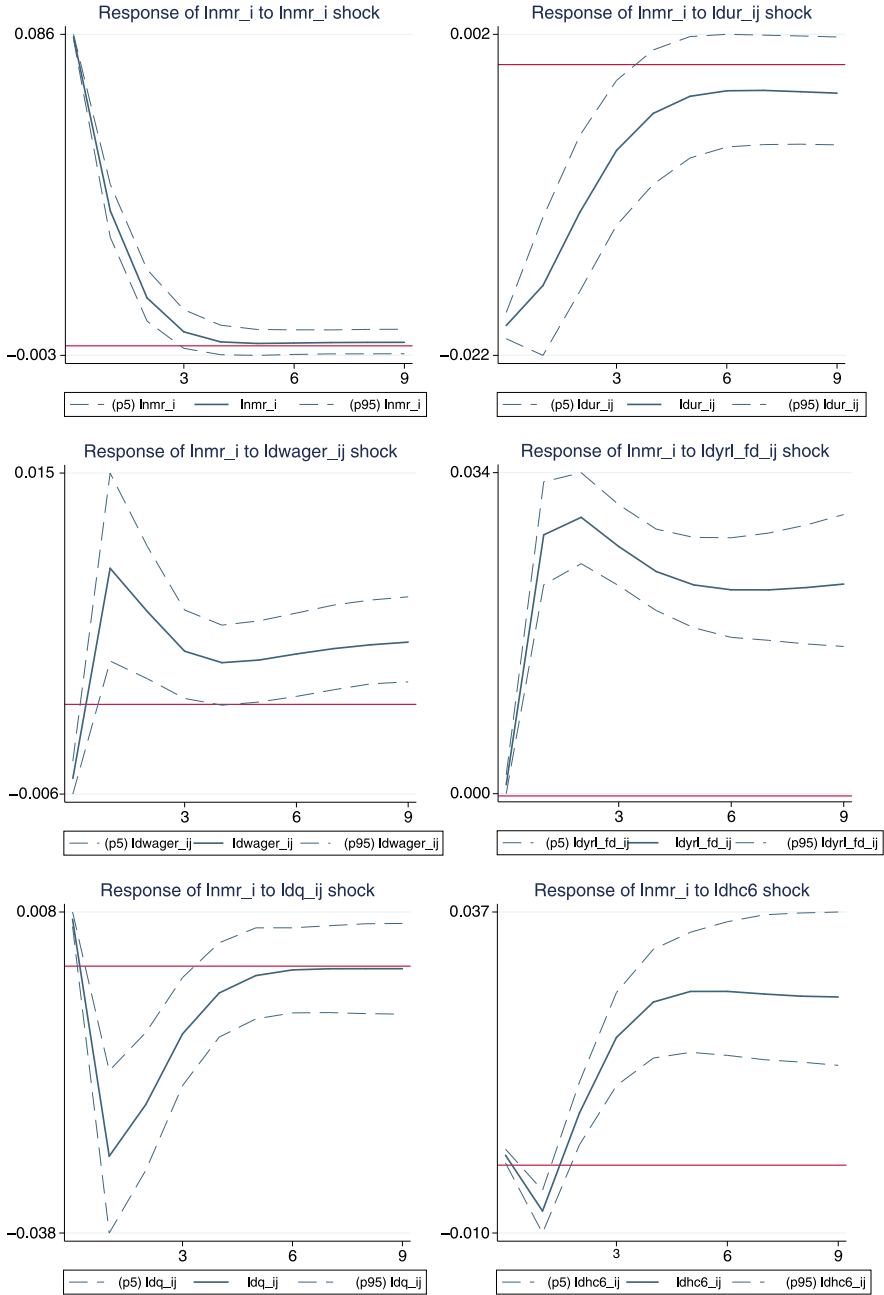 Response of lnmr_i to lnmr_i shock
0.086
−0.003
3 6 9
(p5) lnmr_i lnmr_i (p95) lnmr_i
Response of lnmr_i to ldur_ij shock
0.002
−0.022
3 6 9
(p5) ldur_ij ldur_ij (p95) ldur_ij
Response of lnmr_i to ldwager_ij shock
0.015
−0.006
3 6 9
(p5) ldwager_ij ldwager_ij (p95) ldwager_ij
Response of lnmr_i to ldyrl_fd_ij shock
0.034
0.000
3 6 9
(p5) ldyrl_fd_ij ldyrl_fd_ij (p95) ldyrl_fd_ij
Response of lnmr_i to ldq_ij shock
0.008
−0.038
3 6 9
(p5) ldq_ij ldq_ij (p95) ldq_ij
Response of lnmr_i to ldhc6 shock
0.037
−0.010
3 6 9
(p5) ldhc6_ij ldhc6_ij (p95) ldhc6_ij